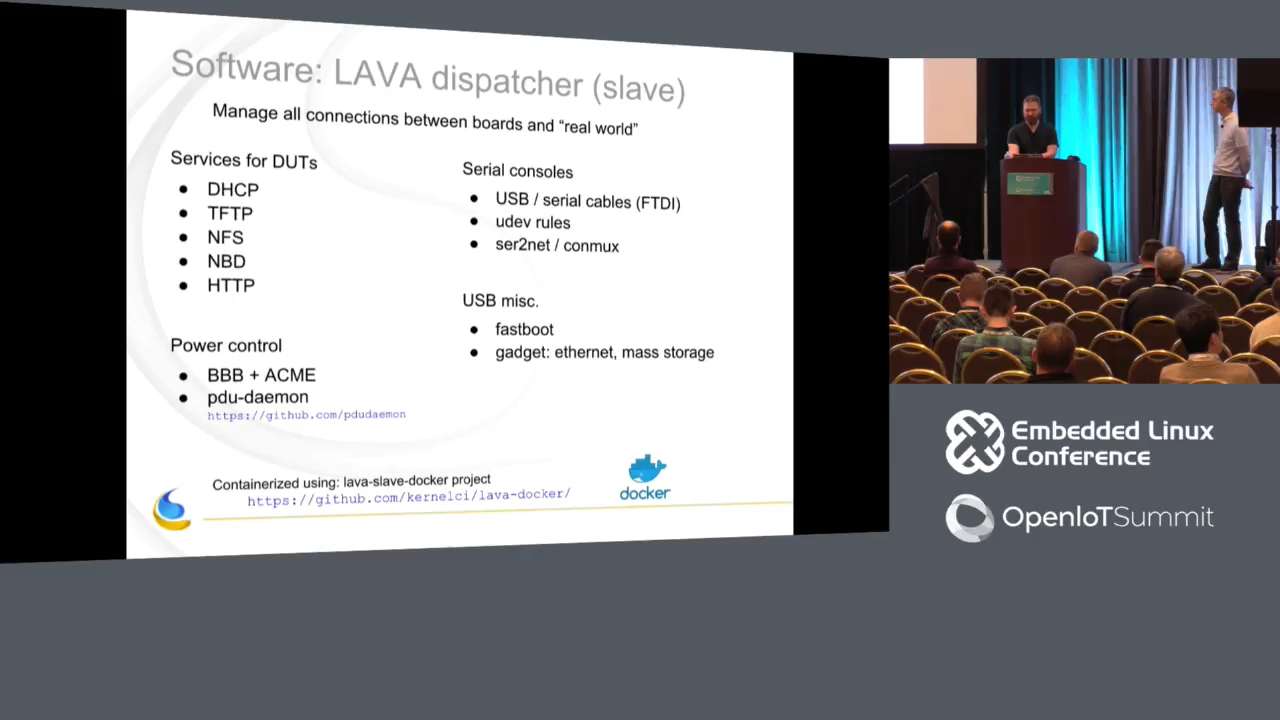 Software: LAVA dispatcher (slave)
Manage all connections between boards and “real world”
Services for DUTs
● DHCP
● TFTP
● NFS
● NBD
● HTTP
Power control
● BBB + ACME
● pdu-daemon
https://github.com/pdudaemon
Serial consoles
● USB / serial cables (FTDI)
● udev rules
● ser2net / conmux
USB misc.
● fastboot
● gadget: ethernet, mass storage
Containerized using: lava-slave-docker project
https://github.com/kernelci/lava-docker/
docker
Embedded Linux
Conference
OpenIoTSummit